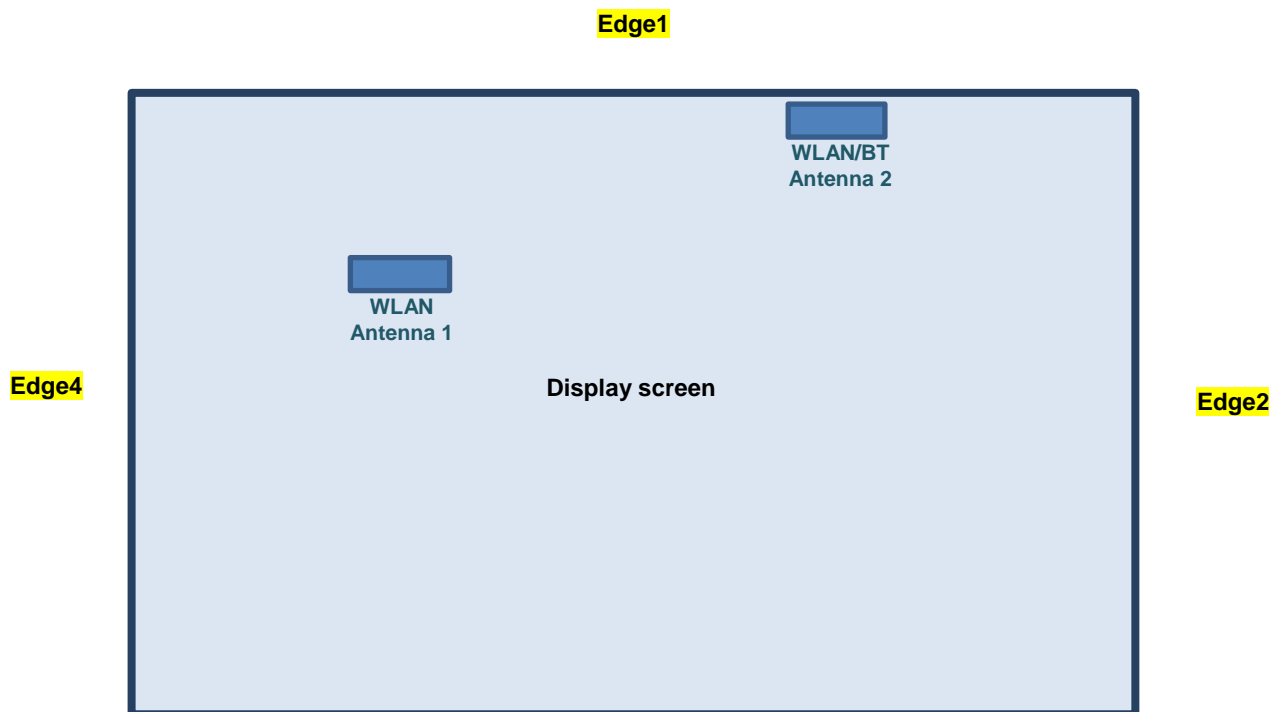 Edge1
WLAN/BT
Antenna 2
WLAN
Antenna 1
Edge4
Display screen
Edge2